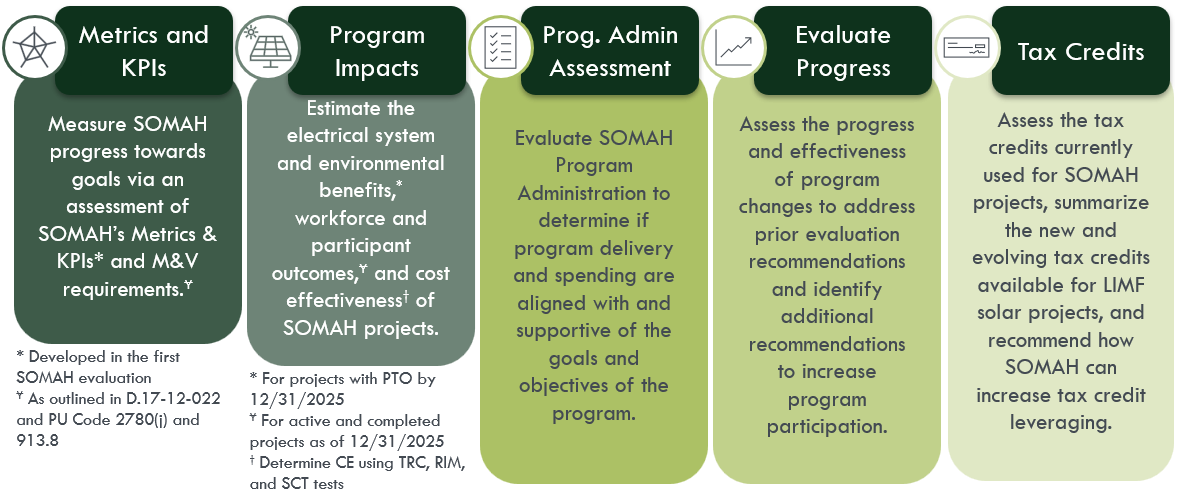 Metrics and
KPIs
Measure SOMAH
progress towards
goals via an
assessment of
SOMAH's Metrics &
KPIs* and M&V
requirements.¥
* Developed in the first
SOMAH evaluation
¥ As outlined in D.17-12-022
and PU Code 2780(j) and
913.8
Program
Impacts
Estimate the
electrical system
and environmental
benefits,*
workforce and
participant
outcomes,¥ and cost
effectiveness† of
SOMAH projects.
* For projects with PTO by
12/31/2025
¥ For active and completed
projects as of 12/31/2025
† Determine CE using TRC, RIM,
and SCT tests
Prog. Admin
Assessment
Evaluate SOMAH
Program
Administration to
determine if
program delivery
and spending are
aligned with and
supportive of the
goals and
objectives of the
program.
Evaluate
Progress
Assess the progress
and effectiveness
of program
changes to address
prior evaluation
recommendations
and identify
additional
recommendations
to increase
program
participation.
Tax Credits
Assess the tax
credits currently
used for SOMAH
projects, summarize
the new and
evolving tax credits
available for LIMF
solar projects, and
recommend how
SOMAH can
increase tax credit
leveraging.